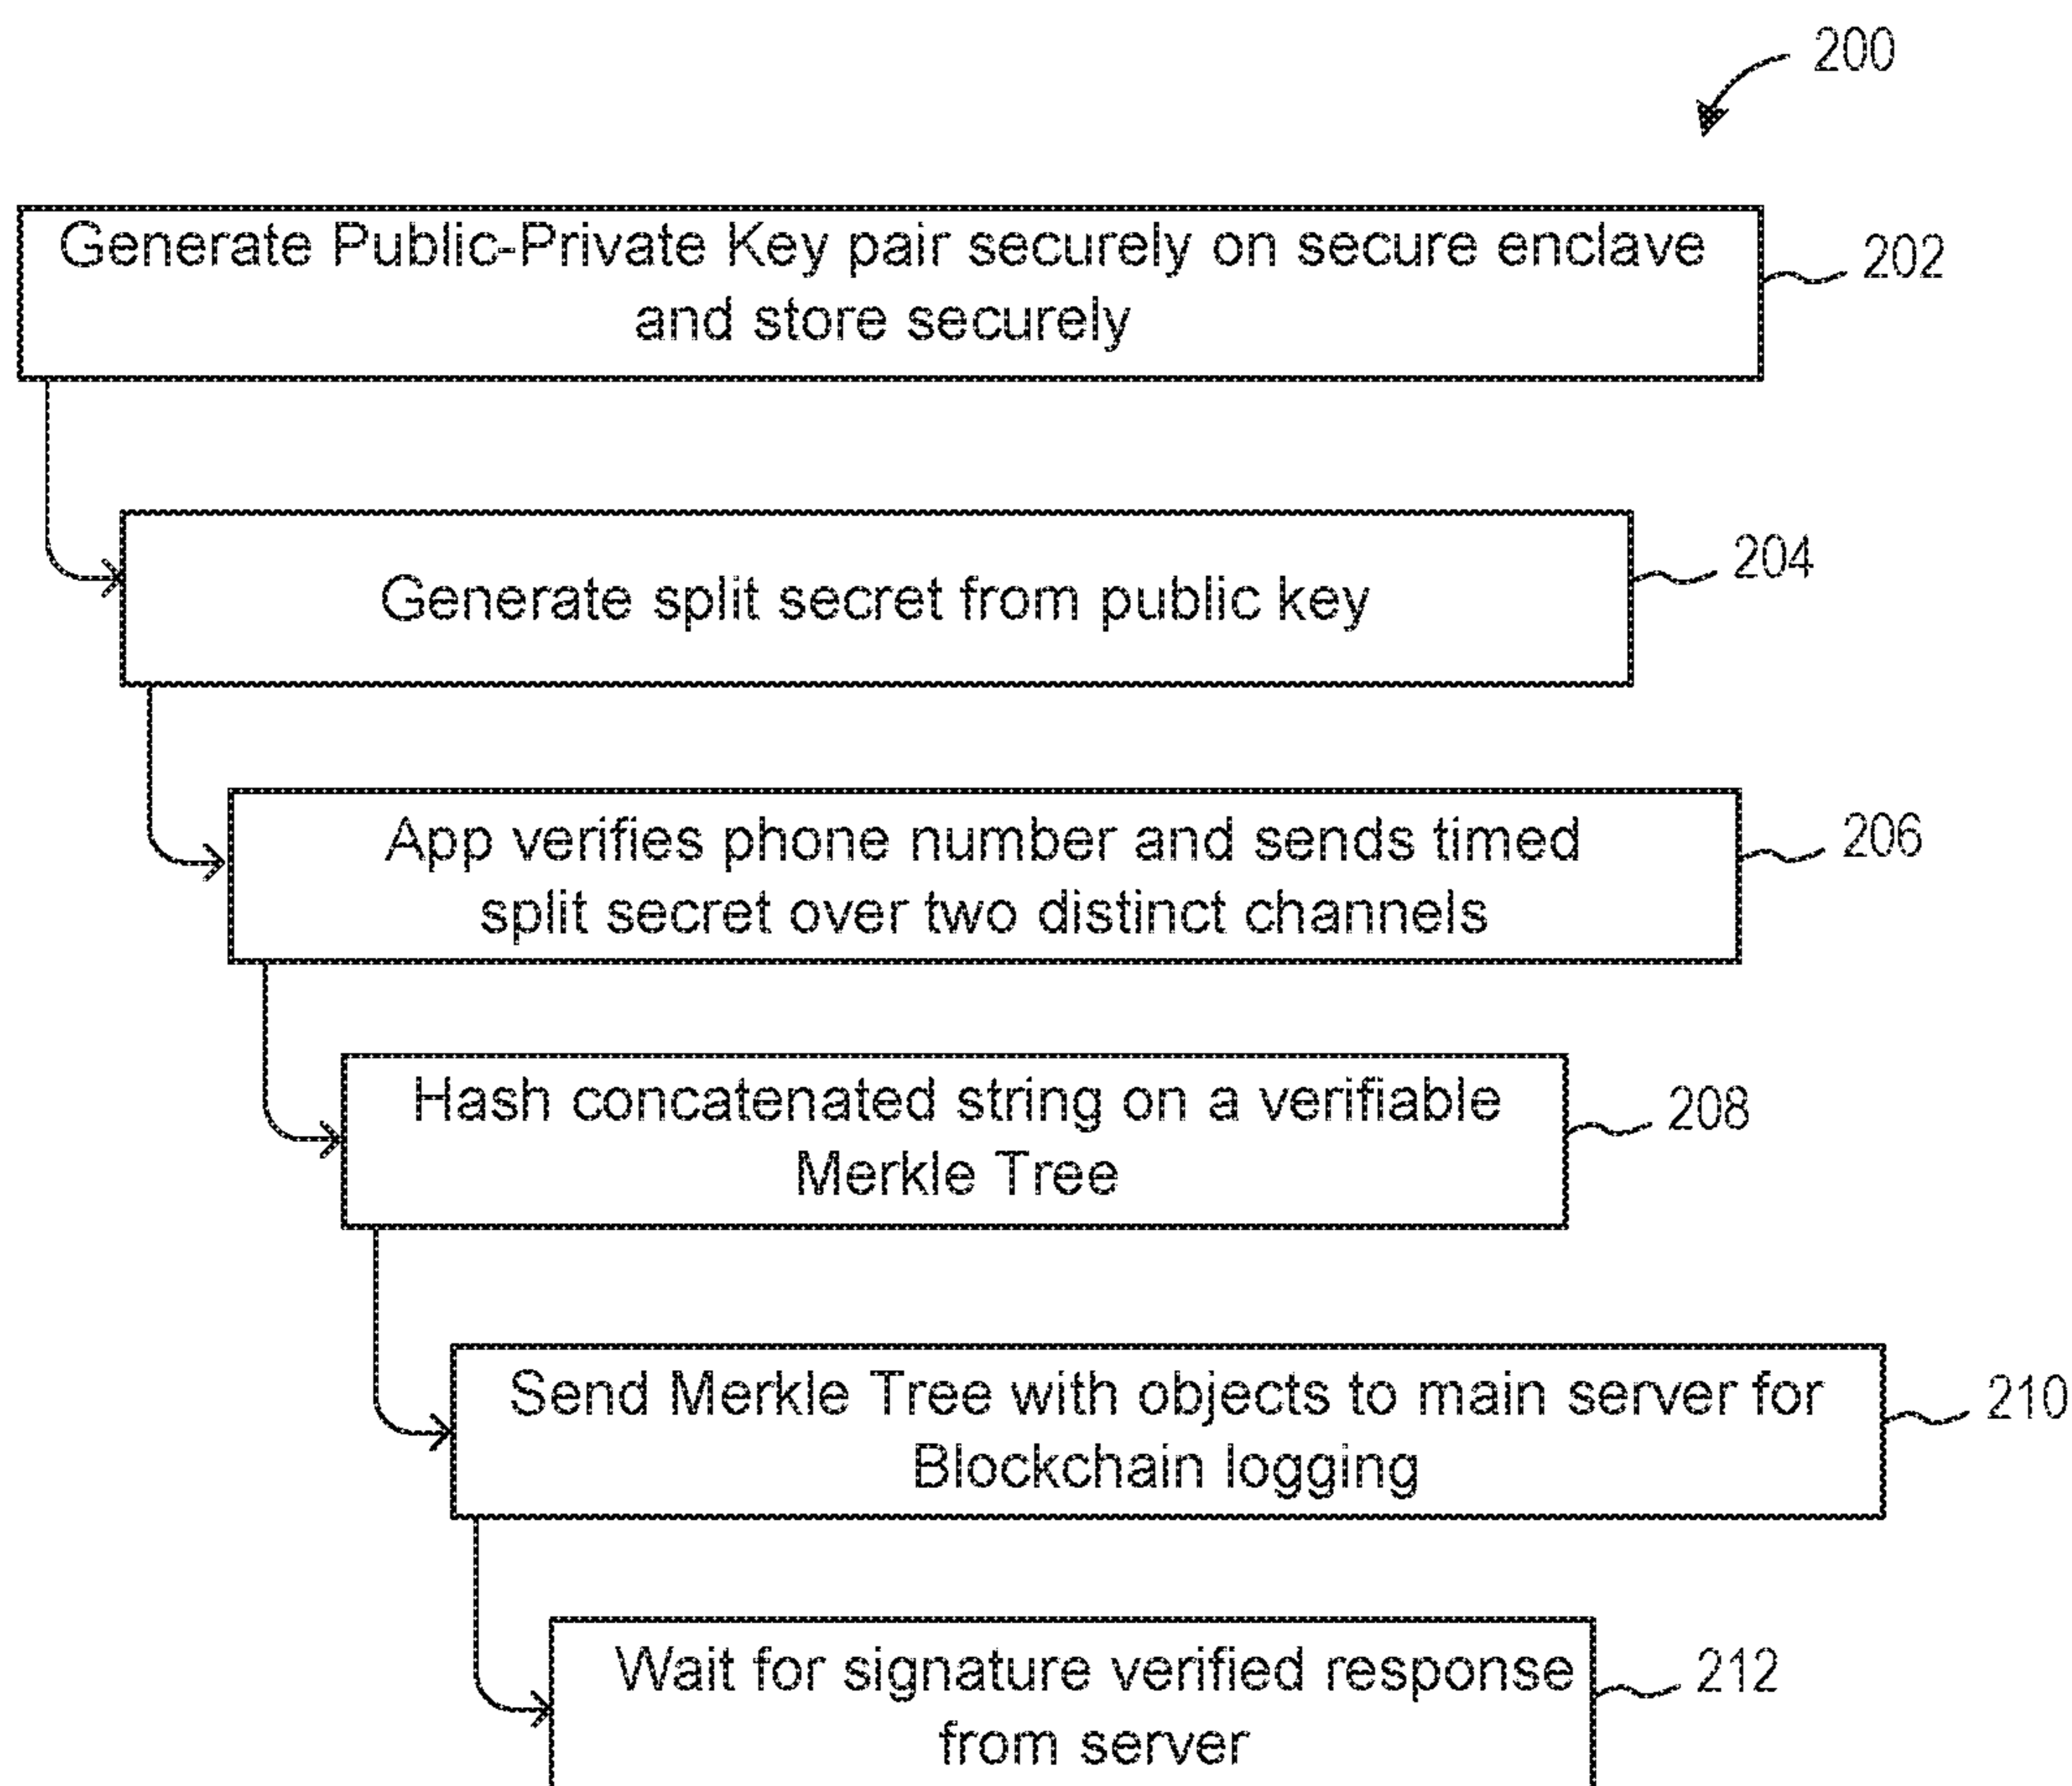 200
Generate Public-Private Key pair securely on secure enclave
and store securely
202
Generate split secret from public key
204
App verifies phone number and sends timed
split secret over two distinct channels
206
Hash concatenated string on a verifiable
Merkle Tree
208
Send Merkle Tree with objects to main server for
Blockchain logging
210
Wait for signature verified response
from server
212